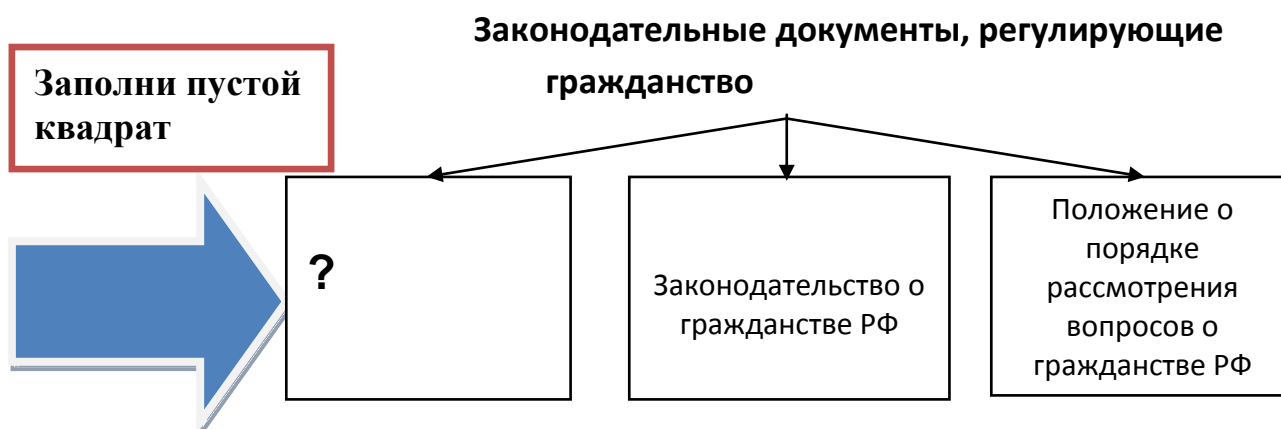 Законодательные документы, регулирующие
гражданство
Заполни пустой
квадрат
?
Законодательство о
гражданстве РФ
Положение о
порядке
рассмотрения
вопросов о
гражданстве РФ